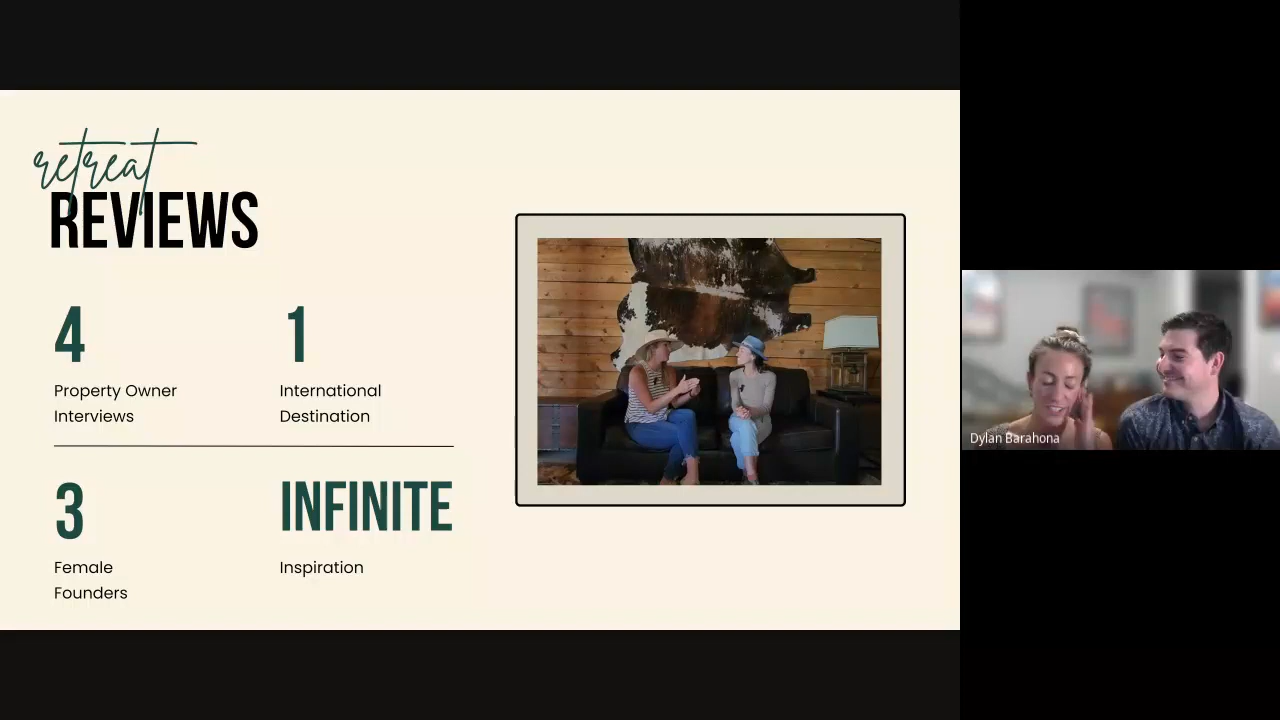 retreat
REVIEWS
4
Property Owner
Interviews
1
International
Destination
3
Female
Founders
INFINITE
Inspiration
Dylan Barahona